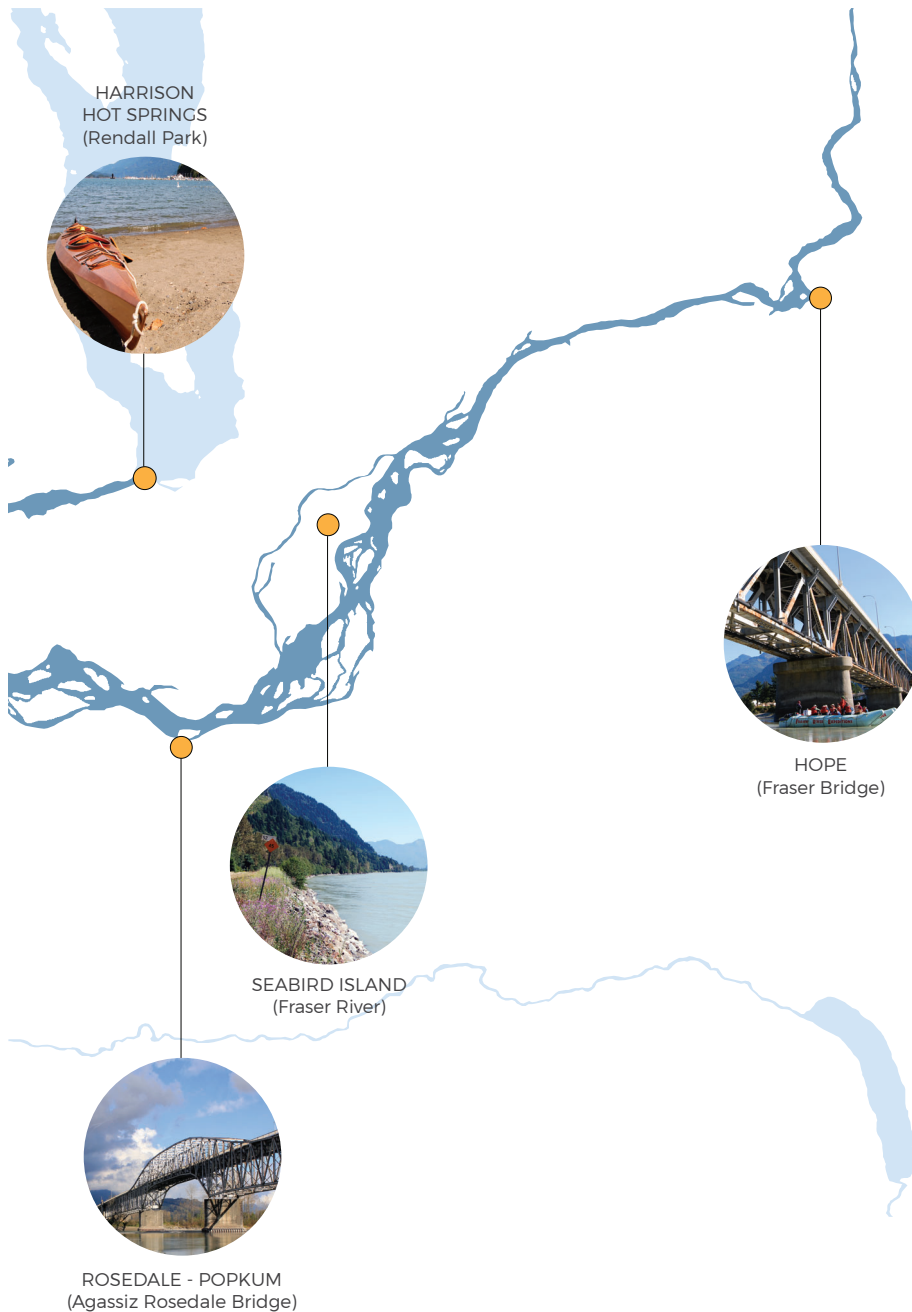 HARRISON
HOT SPRINGS
(Rendall Park)
HOPE
(Fraser Bridge)
SEABIRD ISLAND
(Fraser River)
ROSEDALE - POPKUM
(Agassiz Rosedale Bridge)